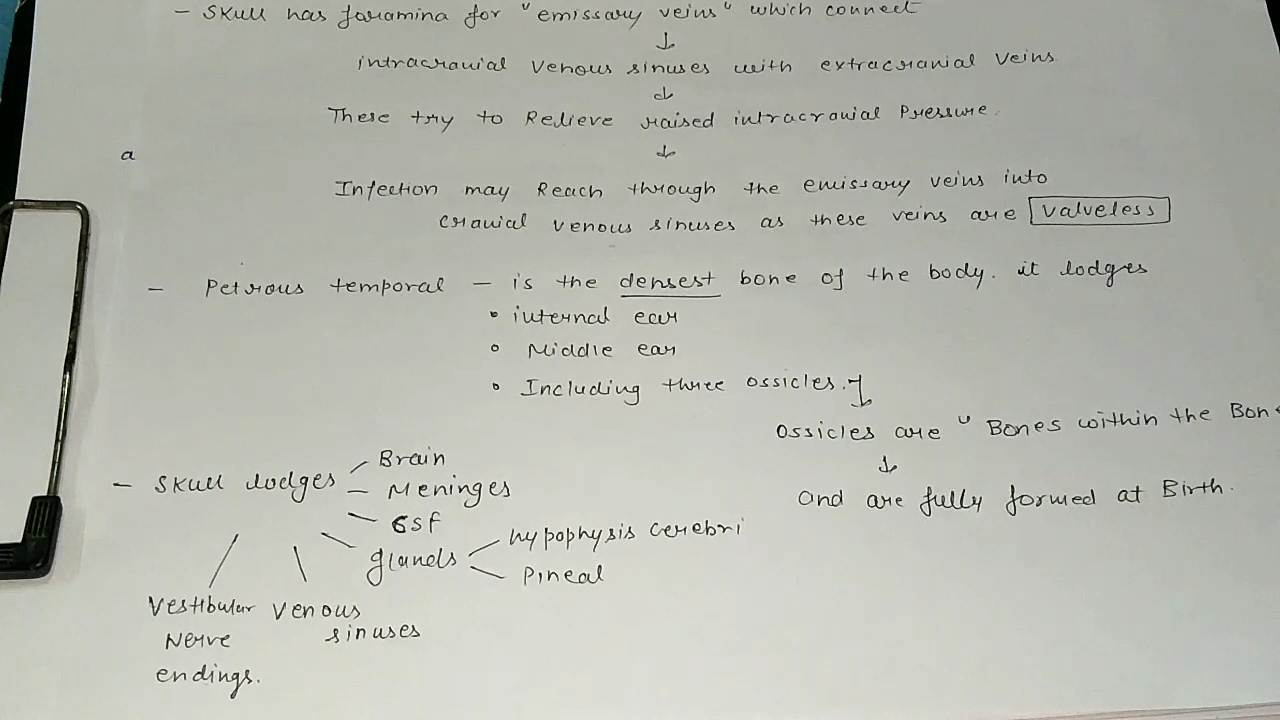 - Skull has foramina for "emissary veins" which connect
↓
intracranial venous sinuses with extracranial veins
↓
These try to Relieve raised intracranial Pressure.
↓
a
Infection may Reach through the emissary veins into
cranial venous sinuses as these veins are valveless
- Petrous temporal - is the densest bone of the body. it lodges
• internal ear
• Middle ear
• Including three ossicles.
↓
Ossicles are " Bones within the Bon
↓
and are fully formed at Birth.
- Skull lodges
Brain
- Meninges
csf
glands
hypophysis cerebri
Pineal
Vestibular Nerve endings.
Venous sinuses